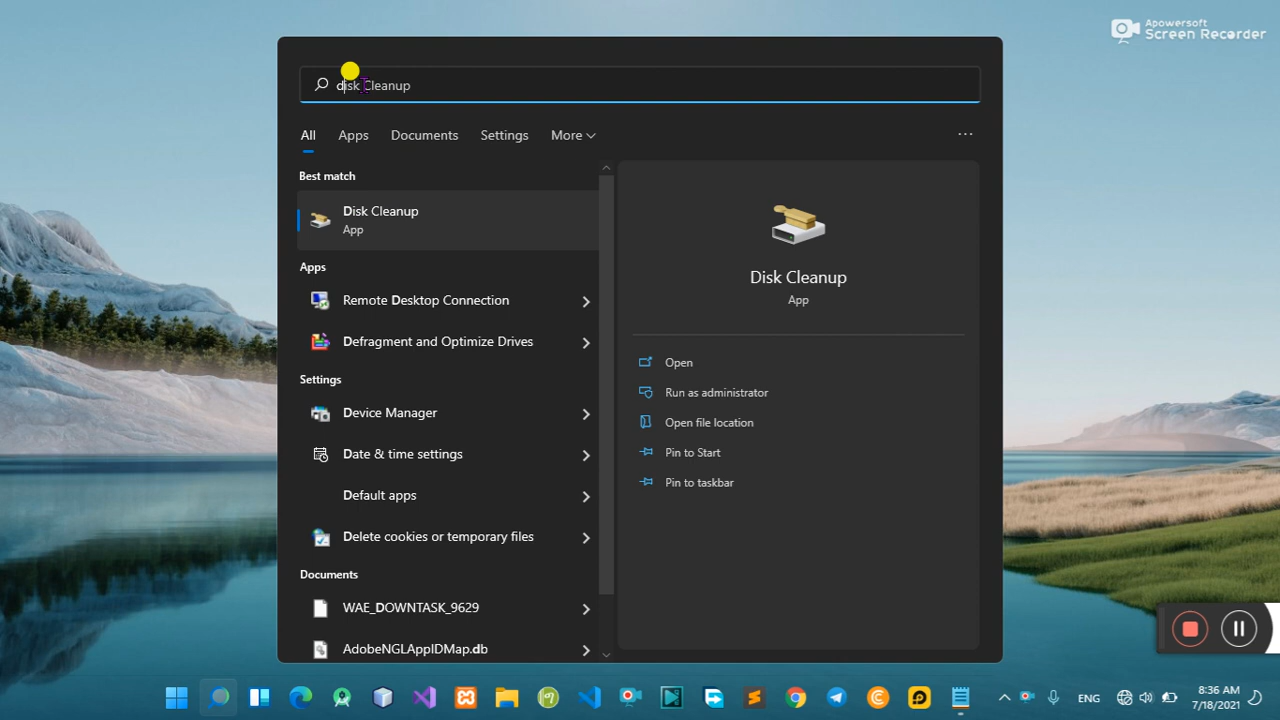 Apowersoft
Screen Recorder
disk Cleanup
All Apps Documents Settings More
Best match
Disk Cleanup
App
Apps
Remote Desktop Connection
Defragment and Optimize Drives
Settings
Device Manager
Date & time settings
Default apps
Delete cookies or temporary files
Documents
WAE_DOWNTASK_9629
AdobeNGLAppIDMap.db
Disk Cleanup
App
Open
Run as administrator
Open file location
Pin to Start
Pin to taskbar
ENG
8:36 AM
7/18/2021